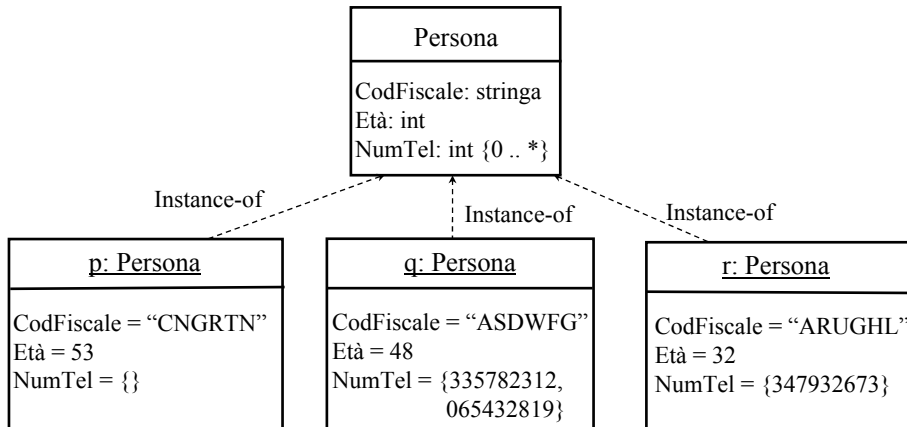 Persona
CodFiscale: stringa
Età: int
NumTel: int {0 .. *}
Instance-of
Instance-of
Instance-of
p: Persona
CodFiscale = “CNGRTN”
Età = 53
NumTel = {}
q: Persona
CodFiscale = “ASDWFG”
Età = 48
NumTel = {335782312,
065432819}
r: Persona
CodFiscale = “ARUGHL”
Età = 32
NumTel = {347932673}